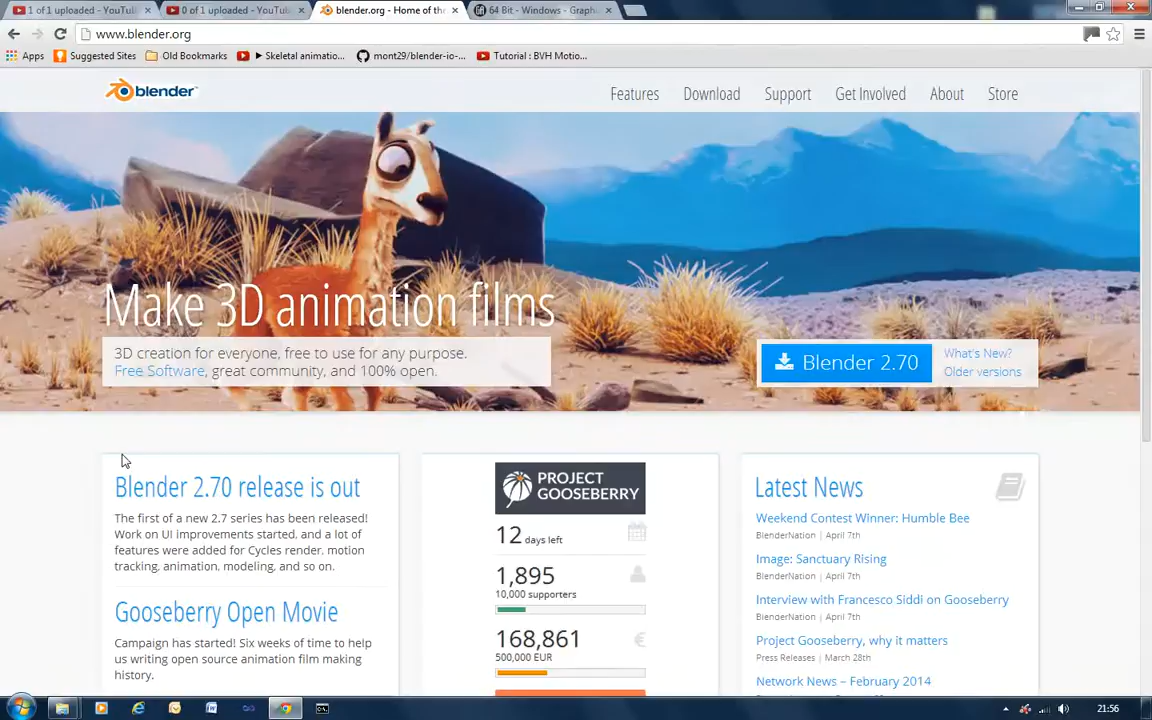 1 of 1 uploaded - YouTub
0 of 1 uploaded - YouTub
blender.org - Home of the
64 Bit - Windows - Graph
www.blender.org
Apps
Suggested Sites
Old Bookmarks
► Skeletal animatio...
mont29/blender-io-...
Tutorial : BVH Motio...
blender
Features
Download
Support
Get Involved
About
Store
Make 3D animation films
3D creation for everyone, free to use for any purpose.
Free Software, great community, and 100% open.
Blender 2.70
What's New?
Older versions
Blender 2.70 release is out
The first of a new 2.7 series has been released!
Work on UI improvements started, and a lot of
features were added for Cycles render, motion
tracking, animation, modeling, and so on.
Gooseberry Open Movie
Campaign has started! Six weeks of time to help
us writing open source animation film making
history.
PROJECT
GOOSEBERRY
12 days left
1,895
10,000 supporters
168,861
€
500,000 EUR
Latest News
Weekend Contest Winner: Humble Bee
BlenderNation | April 7th
Image: Sanctuary Rising
BlenderNation | April 7th
Interview with Francesco Siddi on Gooseberry
BlenderNation | April 7th
Project Gooseberry, why it matters
Press Releases | March 28th
Network News – February 2014
21:56